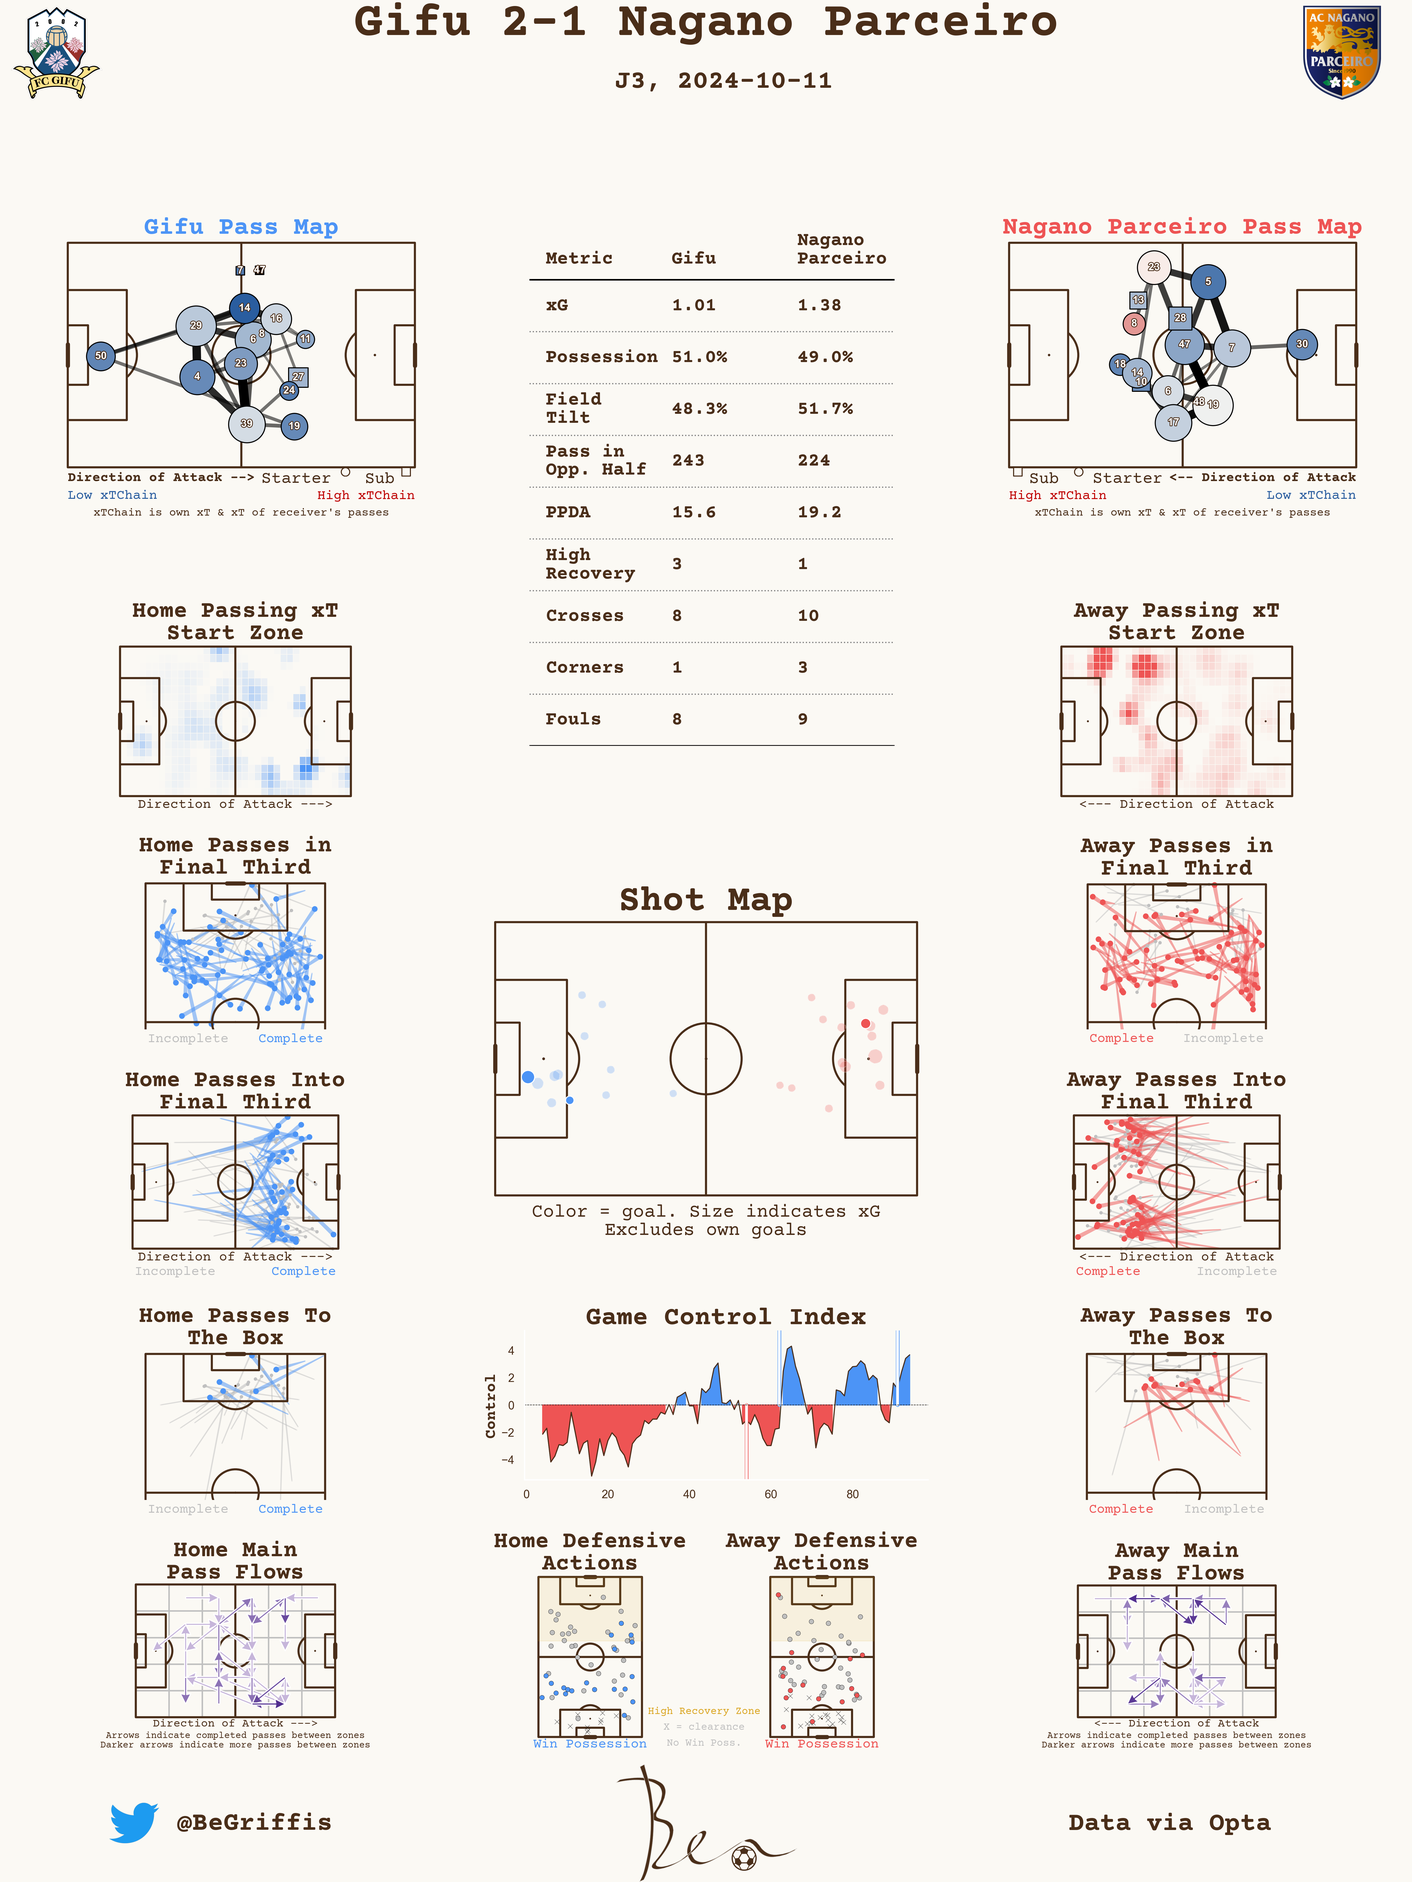 Gifu 2-1 Nagano Parceiro
J3, 2024-10-11
FC GIFU
AC NAGANO
PARCEIRO
Gifu Pass Map
7 47
14
16
29
8
6
11
50
23
4
27
24
39
19
Direction of Attack --> Starter Sub
Low xTChain High xTChain
xTChain is own xT & xT of receiver's passes
Metric Gifu Nagano Parceiro
xG 1.01 1.38
Possession 51.0% 49.0%
Field Tilt 48.3% 51.7%
Pass in Opp. Half 243 224
PPDA 15.6 19.2
High Recovery 3 1
Crosses 8 10
Corners 1 3
Fouls 8 9
Nagano Parceiro Pass Map
23
5
13
8
28
47
7
30
18
14
10
6
48
19
17
Sub Starter <-- Direction of Attack
High xTChain Low xTChain
xTChain is own xT & xT of receiver's passes
Home Passing xT
Start Zone
Direction of Attack --->
Away Passing xT
Start Zone
<--- Direction of Attack
Home Passes in
Final Third
Incomplete Complete
Away Passes in
Final Third
Complete Incomplete
Shot Map
Color = goal. Size indicates xG
Excludes own goals
Home Passes Into
Final Third
Direction of Attack --->
Incomplete Complete
Away Passes Into
Final Third
<--- Direction of Attack
Complete Incomplete
Home Passes To
The Box
Incomplete Complete
Game Control Index
Control
4
2
0
−2
−4
0 20 40 60 80
Away Passes To
The Box
Complete Incomplete
Home Main
Pass Flows
Direction of Attack --->
Arrows indicate completed passes between zones
Darker arrows indicate more passes between zones
Home Defensive
Actions
Win Possession
Away Defensive
Actions
Win Possession
High Recovery Zone
X = clearance
No Win Poss.
Away Main
Pass Flows
<--- Direction of Attack
Arrows indicate completed passes between zones
Darker arrows indicate more passes between zones
@BeGriffis
Ben
Data via Opta